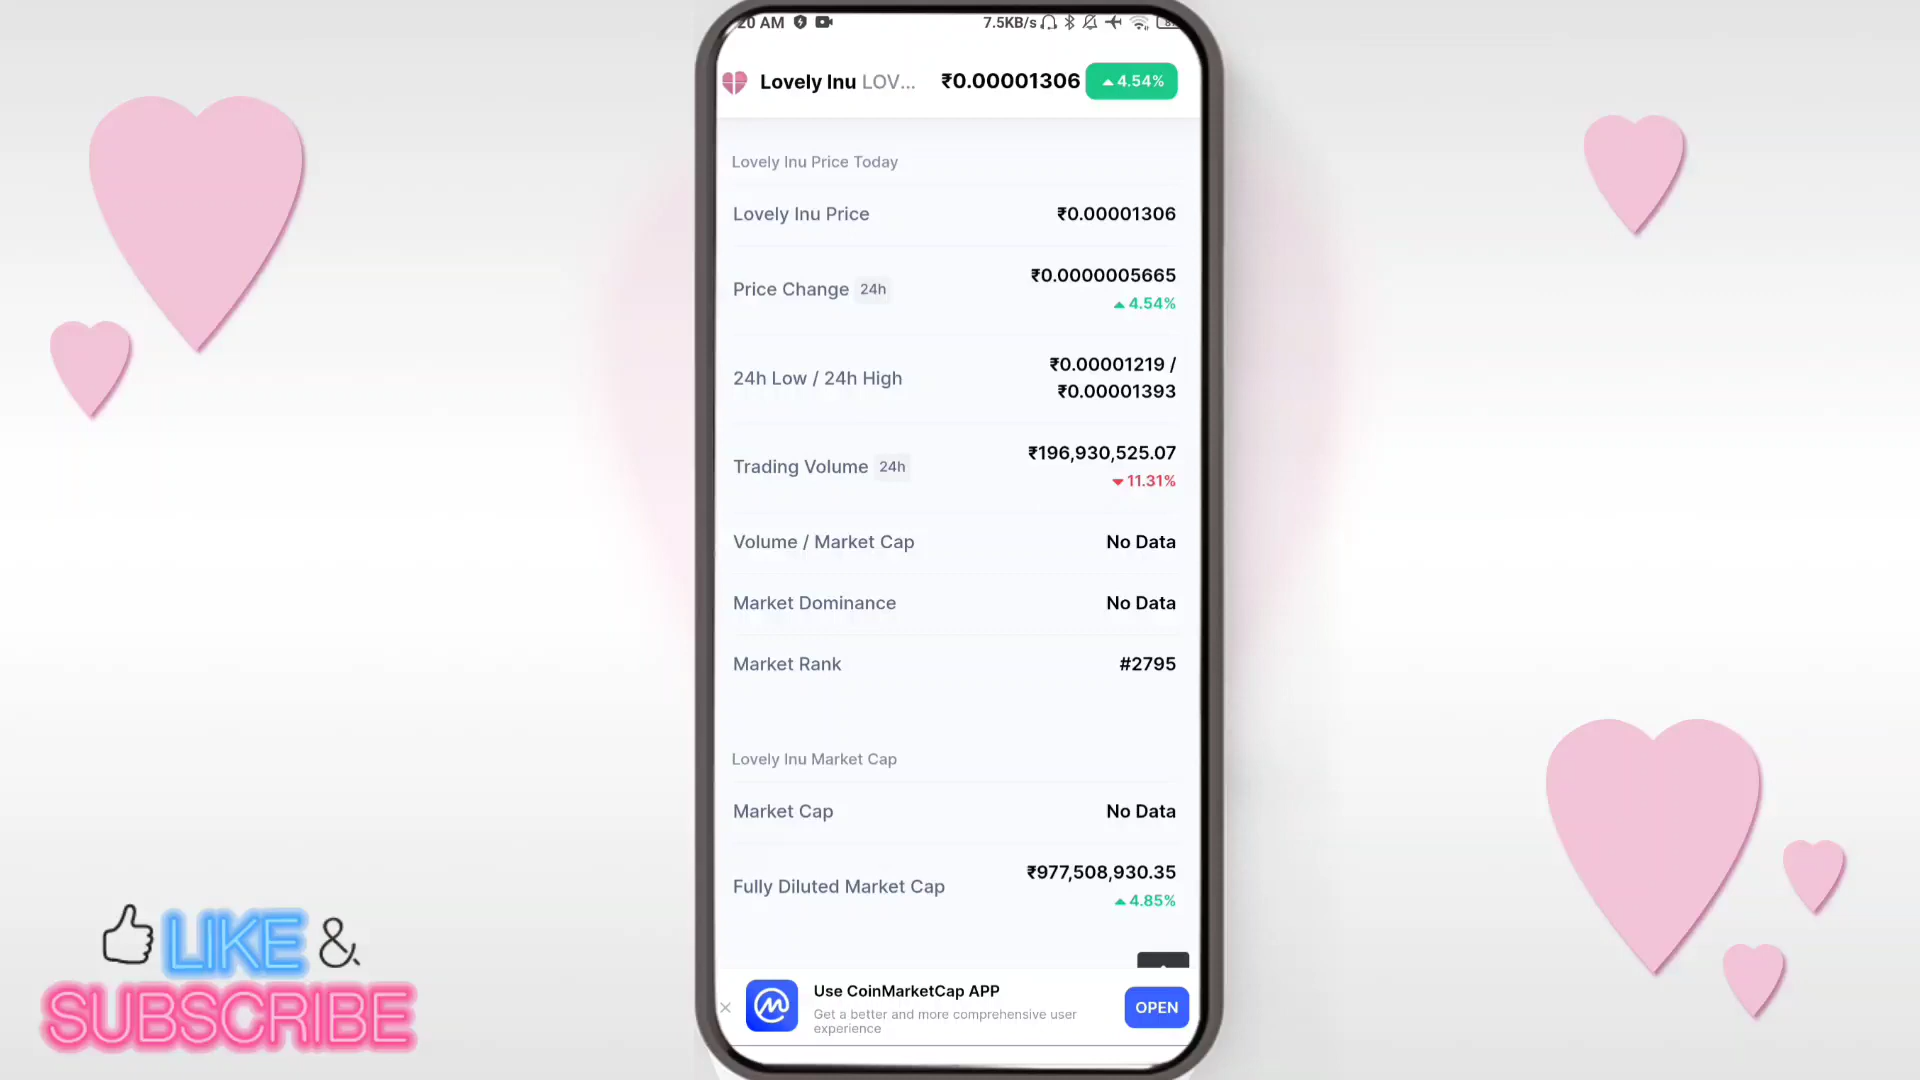 20 AM 7.5KB/s
Lovely Inu LOV... ₹0.00001306 4.54%
Lovely Inu Price Today
Lovely Inu Price ₹0.00001306
Price Change 24h ₹0.0000005665
4.54%
24h Low / 24h High ₹0.00001219 /
₹0.00001393
Trading Volume 24h ₹196,930,525.07
11.31%
Volume / Market Cap No Data
Market Dominance No Data
Market Rank #2795
Lovely Inu Market Cap
Market Cap No Data
Fully Diluted Market Cap ₹977,508,930.35
4.85%
LIKE &
SUBSCRIBE
Use CoinMarketCap APP
Get a better and more comprehensive user
experience
OPEN